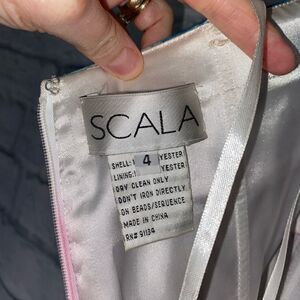 SCALA
4
SHELL: YESTER
LINING: YESTER
DRY CLEAN ONLY
DON'T IRON DIRECTLY
ON BEADS/SEQUENCE
MADE IN CHINA
RN# 91134